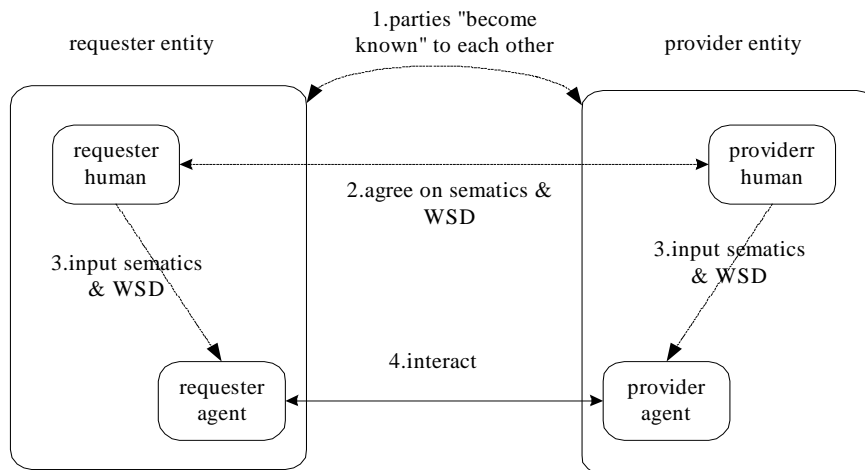 requester entity
1.parties "become
known" to each other
provider entity
requester
human
providerr
human
2.agree on sematics &
WSD
3.input sematics
& WSD
3.input sematics
& WSD
requester
agent
4.interact
provider
agent